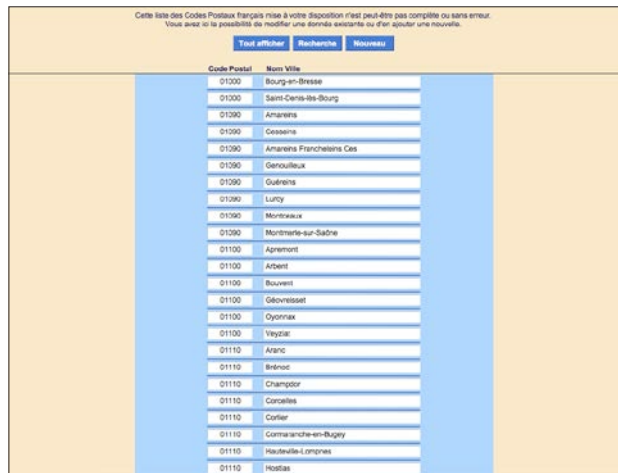 Cette liste des Codes Postaux français mise à votre disposition n'est peut-être pas complète ou sans erreur.
Vous avez ici la possibilité de modifier une donnée existante ou d'en ajouter une nouvelle.
Tout afficher Recherche Nouveau
Code Postal Nom Ville
01000 Bourg-en-Bresse
01000 Saint-Denis-lès-Bourg
01090 Amareins
01090 Cesseins
01090 Amareins Francheleins Ces
01090 Genouilleux
01090 Guéreins
01090 Lurcy
01090 Montceaux
01090 Montmerle-sur-Saône
01100 Apremont
01100 Arbent
01100 Bouvent
01100 Géovreisset
01100 Oyonnax
01100 Veyziat
01110 Aranc
01110 Brénod
01110 Champdor
01110 Corcelles
01110 Corlier
01110 Cormaranche-en-Bugey
01110 Hauteville-Lompnes
01110 Hostias